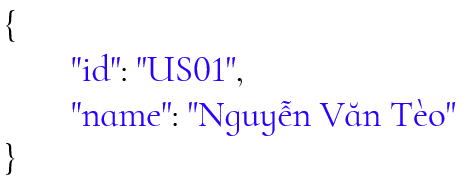 {
"id": "US01",
"name": "Nguyễn Văn Tèo"
}